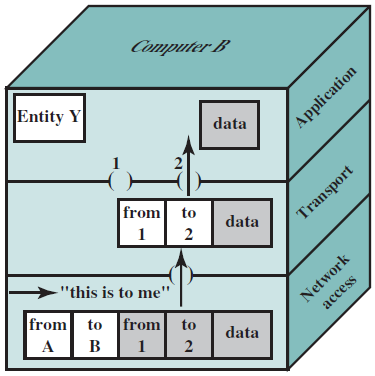 Computer B
Entity Y
data
Application
1 2
from to data
1 2
Transport
"this is to me"
Network
access
from to from to data
A B 1 2